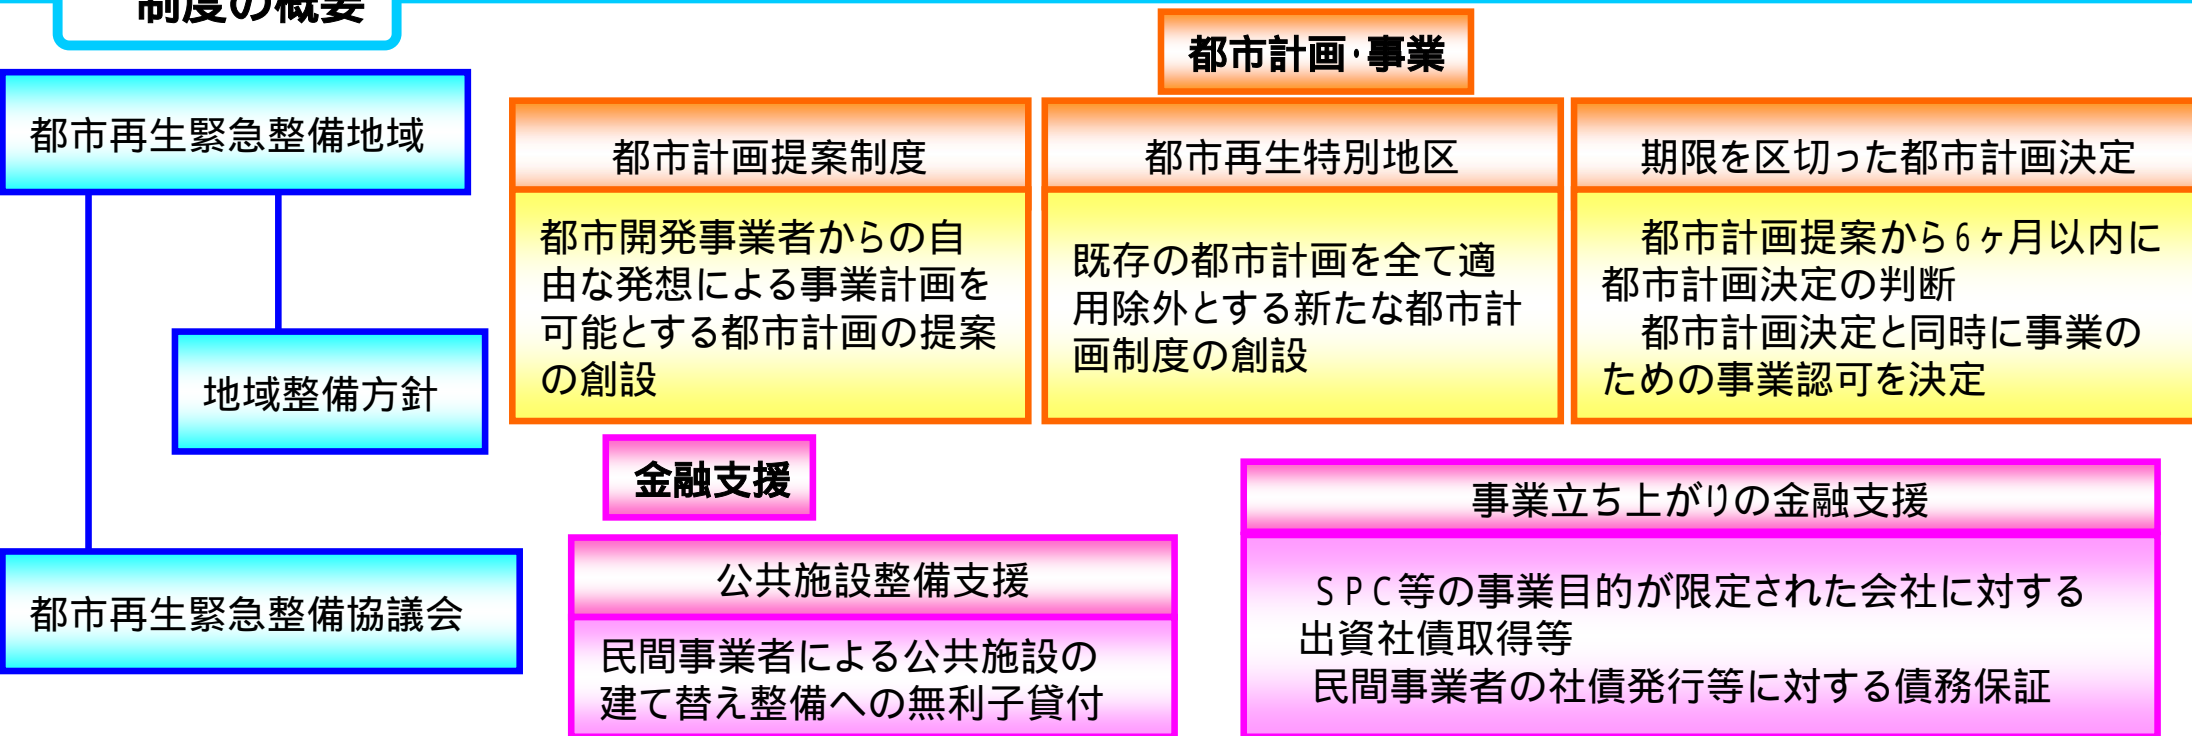 制度の概要
都市計画・事業
都市再生緊急整備地域
地域整備方針
都市再生緊急整備協議会
都市計画提案制度
都市開発事業者からの自
由な発想による事業計画を
可能とする都市計画の提案
の創設
都市再生特別地区
既存の都市計画を全て適
用除外とする新たな都市計
画制度の創設
期限を区切った都市計画決定
都市計画提案から6ヶ月以内に
都市計画決定の判断
都市計画決定と同時に事業の
ための事業認可を決定
金融支援
公共施設整備支援
民間事業者による公共施設の
建て替え整備への無利子貸付
事業立ち上がりの金融支援
SPC等の事業目的が限定された会社に対する
出資社債取得等
民間事業者の社債発行等に対する債務保証